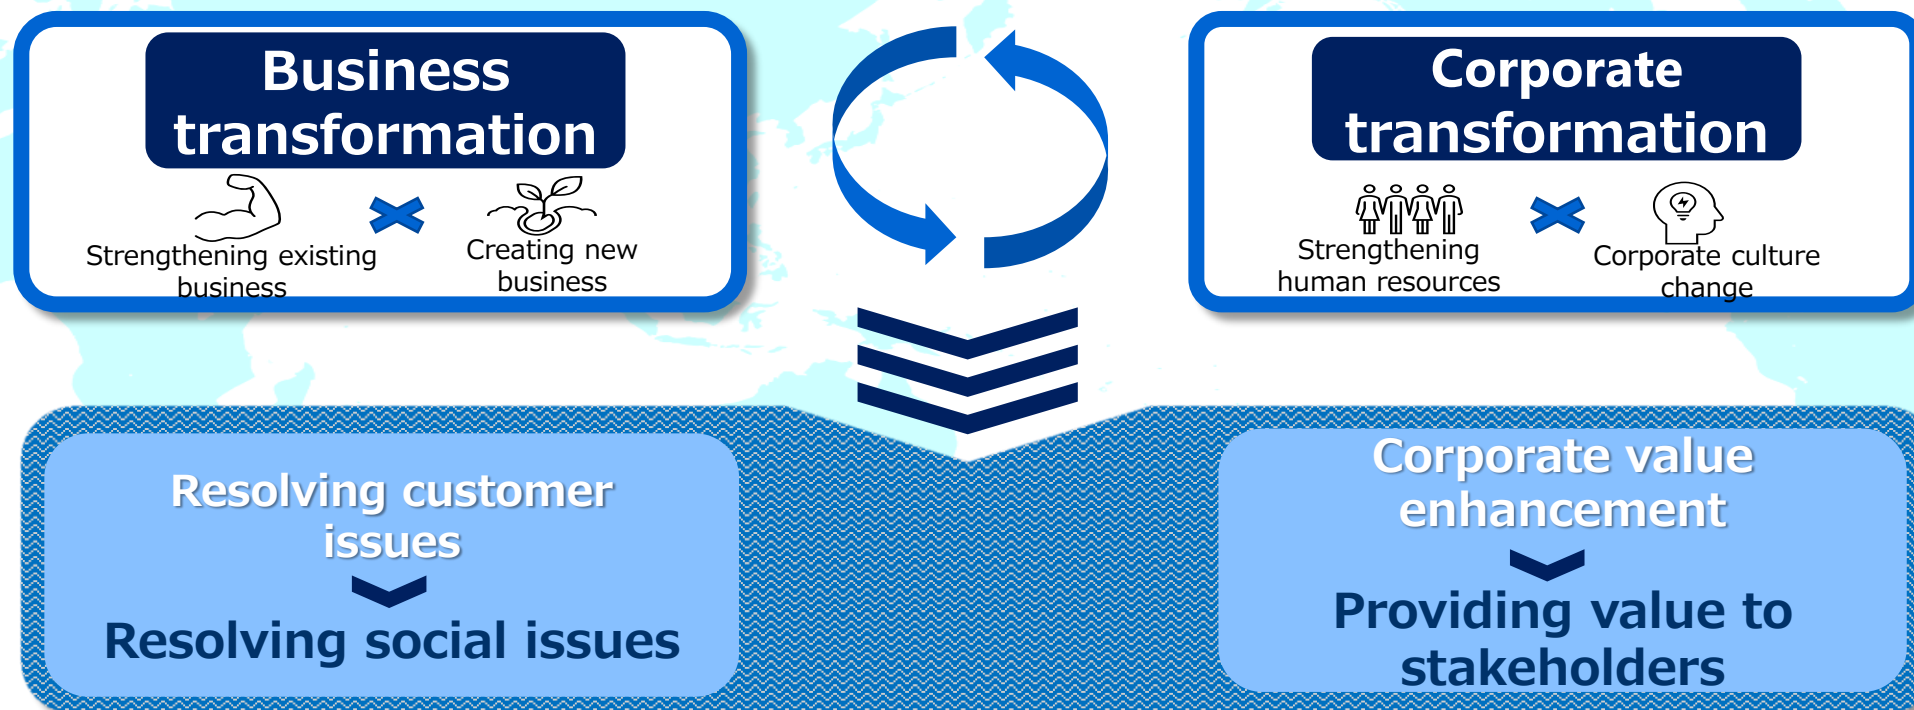 Business
transformation
Strengthening existing
business
Creating new
business
Corporate
transformation
Strengthening
human resources
Corporate culture
change
Resolving customer
issues
Resolving social issues
Corporate value
enhancement
Providing value to
stakeholders